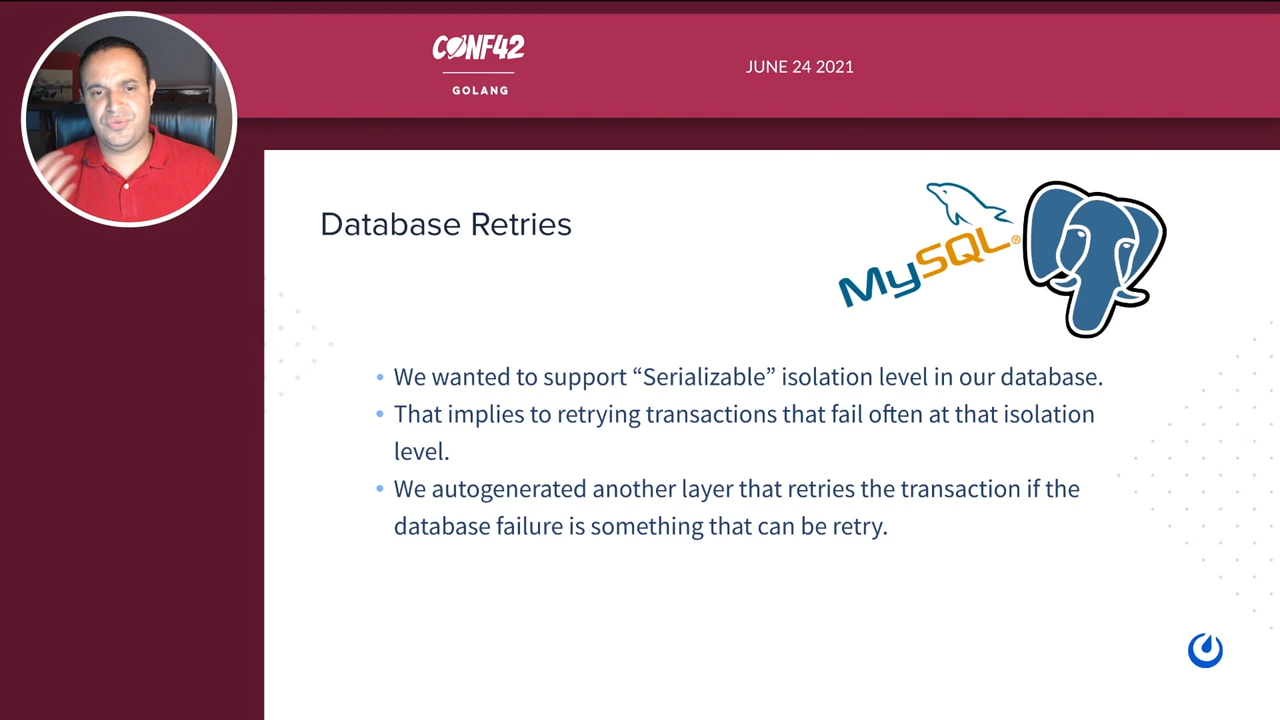 CONF42
GOLANG
JUNE 24 2021
Database Retries
MySQL®
• We wanted to support “Serializable” isolation level in our database.
• That implies to retrying transactions that fail often at that isolation
level.
• We autogenerated another layer that retries the transaction if the
database failure is something that can be retry.